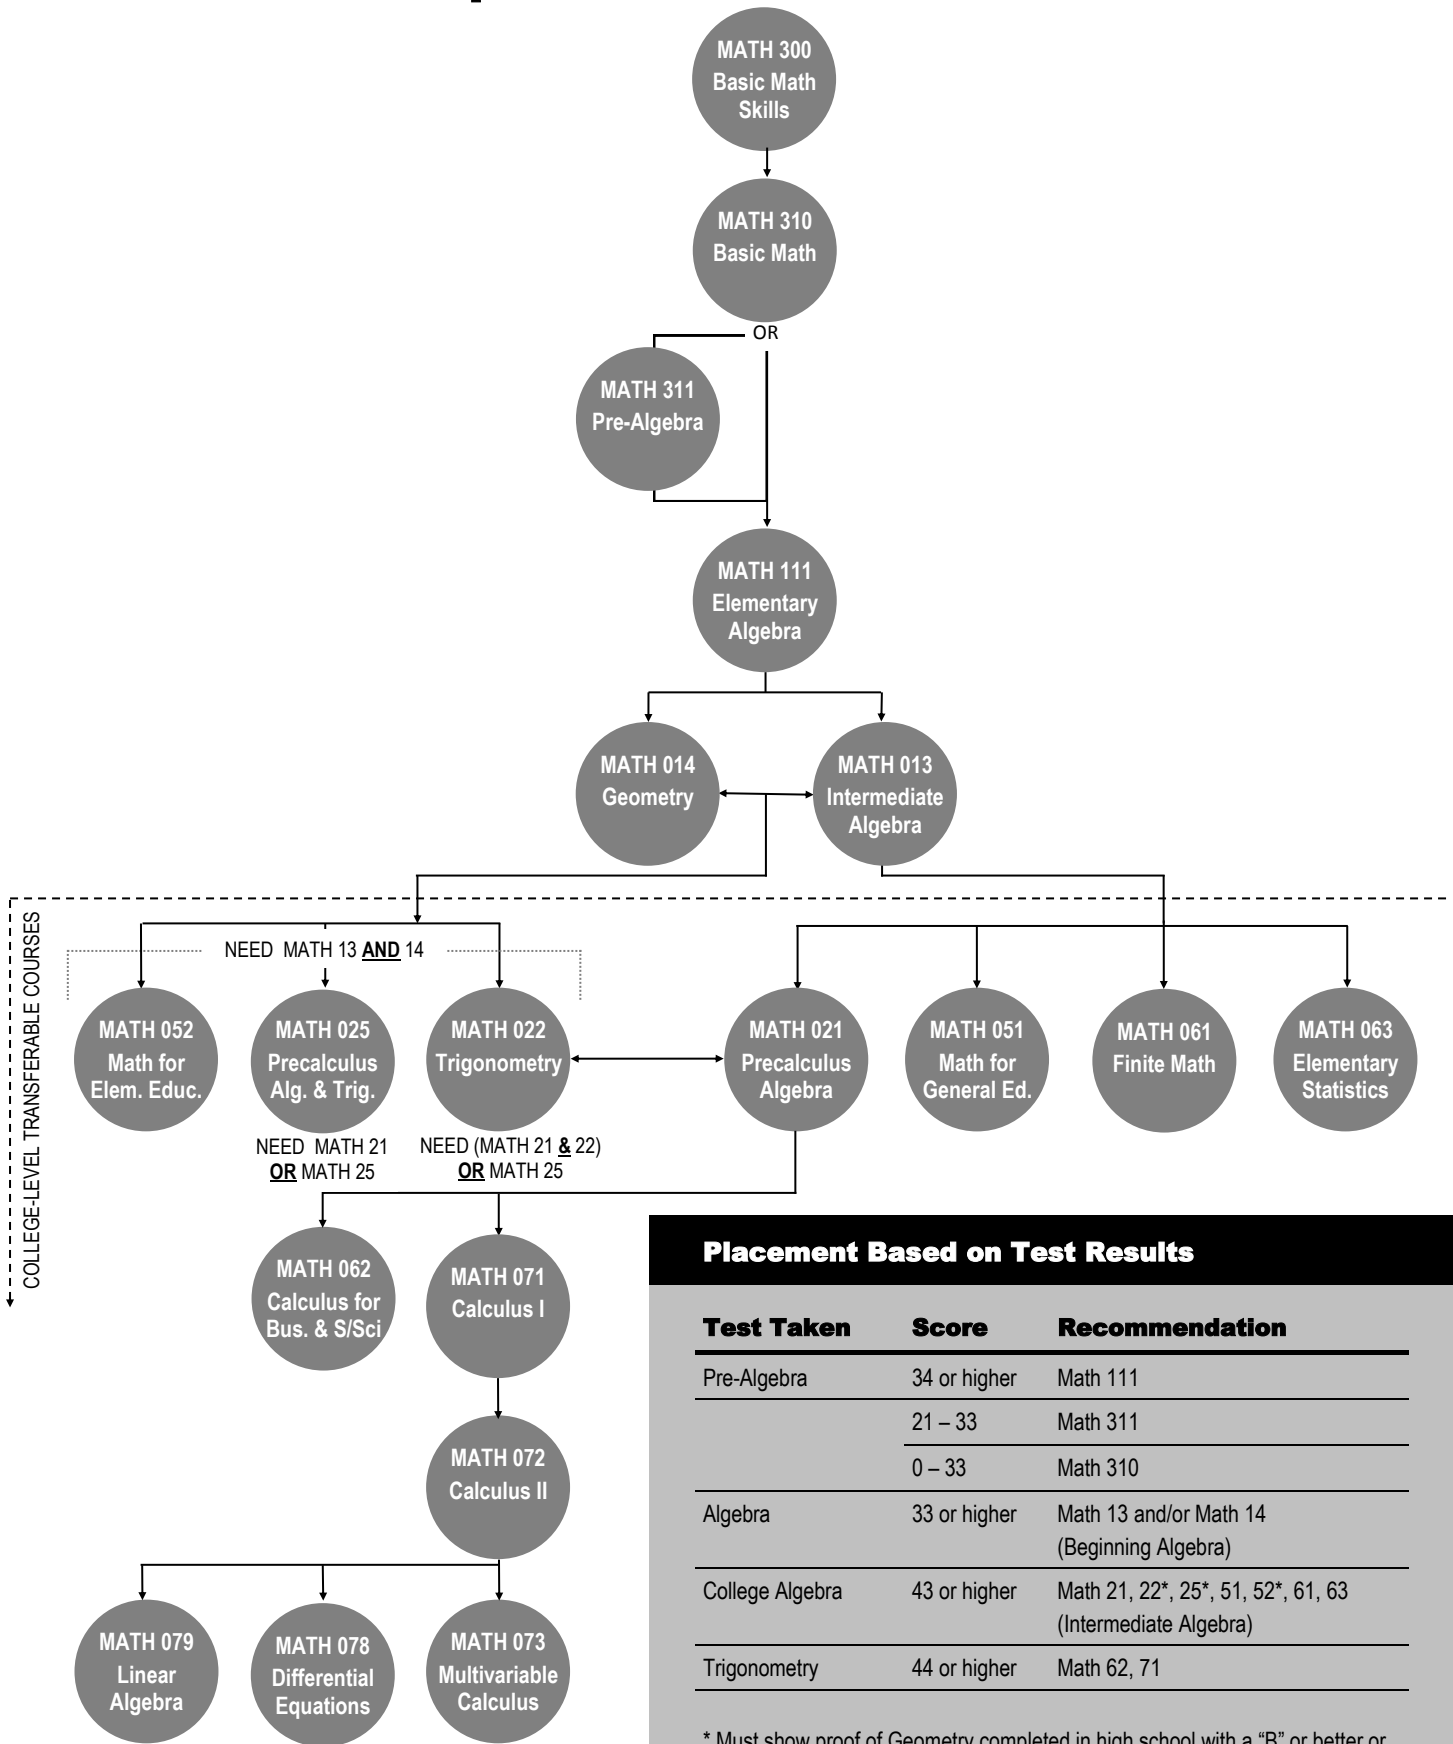 MATH 300
Basic Math
Skills
MATH 310
Basic Math
OR
MATH 311
Pre-Algebra
MATH 111
Elementary
Algebra
MATH 014
Geometry
MATH 013
Intermediate
Algebra
COLLEGE-LEVEL TRANSFERABLE COURSES
NEED MATH 13 AND 14
MATH 052
Math for
Elem. Educ.
MATH 025
Precalculus
Alg. & Trig.
MATH 022
Trigonometry
MATH 021
Precalculus
Algebra
MATH 051
Math for
General Ed.
MATH 061
Finite Math
MATH 063
Elementary
Statistics
NEED MATH 21
OR MATH 25
NEED (MATH 21 & 22)
OR MATH 25
MATH 062
Calculus for
Bus. & S/Sci
MATH 071
Calculus I
MATH 072
Calculus II
MATH 079
Linear
Algebra
MATH 078
Differential
Equations
MATH 073
Multivariable
Calculus
Placement Based on Test Results
Test Taken Score Recommendation
Pre-Algebra 34 or higher Math 111
21 – 33 Math 311
0 – 33 Math 310
Algebra 33 or higher Math 13 and/or Math 14
(Beginning Algebra)
College Algebra 43 or higher Math 21, 22*, 25*, 51, 52*, 61, 63
(Intermediate Algebra)
Trigonometry 44 or higher Math 62, 71
* Must show proof of Geometry completed in high school with a “B” or better or